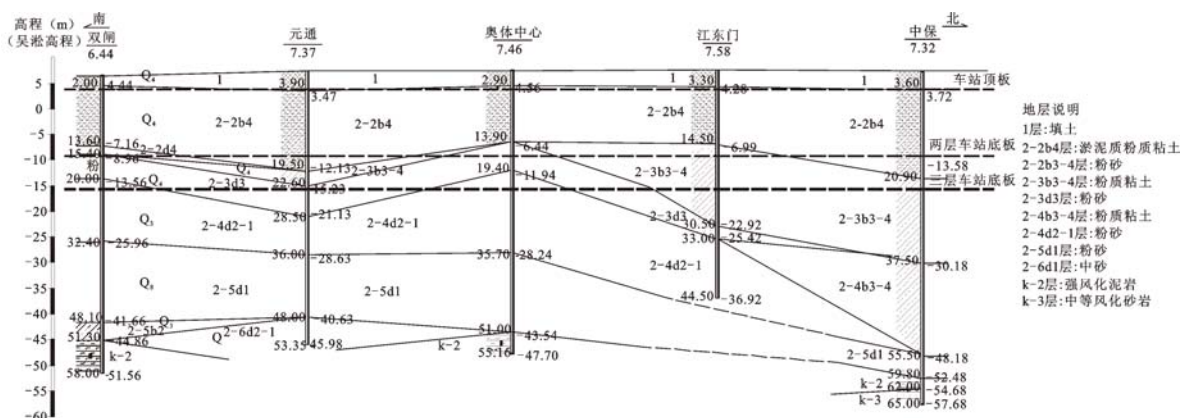 高程（m）
(吴淞高程)
南
北
双闸
6.44
元通
7.37
奥体中心
7.46
江东门
7.58
中保
7.32
5
0
-5
-10
-15
-20
-25
-30
-35
-40
-45
-50
-55
-60
2.00
4.44
13.60
-7.16
15.40
-8.96
粉
20.00
-13.56
32.40
-25.96
48.10
-41.66
51.30
-44.86
58.00
-51.56
3.90
3.47
19.50
-12.13
22.60
-15.23
28.50
-21.13
36.00
-28.63
48.00
-40.63
53.35
-45.98
2.90
4.56
13.90
-6.44
19.40
-11.94
35.70
-28.24
51.00
-43.54
55.16
-47.70
3.30
4.28
14.50
-6.99
30.50
-22.92
33.00
-25.42
44.50
-36.92
3.60
3.72
20.90
-13.58
37.50
-30.18
55.50
-48.18
59.80
-52.48
62.00
-54.68
65.00
-57.68
Q4
1
1
1
1
Q4
2-2b4
2-2b4
2-2b4
2-2b4
2-2d4
Q4
2-3b3-4
2-3b3-4
2-3b3-4
Q4
2-3d3
2-3d3
Q3
2-4d2-1
2-4d2-1
2-4d2-1
2-4b3-4
2-5d1
2-5d1
2-5d1
2-5b2
2-6d2-1
k-2
k-2
k-2
k-3
车站顶板
两层车站底板
三层车站底板
地层说明
1层:填土
2-2b4层:淤泥质粉质粘土
2-2b3-4层:粉砂
2-3b3-4层:粉质粘土
2-3d3层:粉砂
2-4b3-4层:粉质粘土
2-4d2-1层:粉砂
2-5d1层:粉砂
2-6d1层:中砂
k-2层:强风化泥岩
k-3层:中等风化砂岩